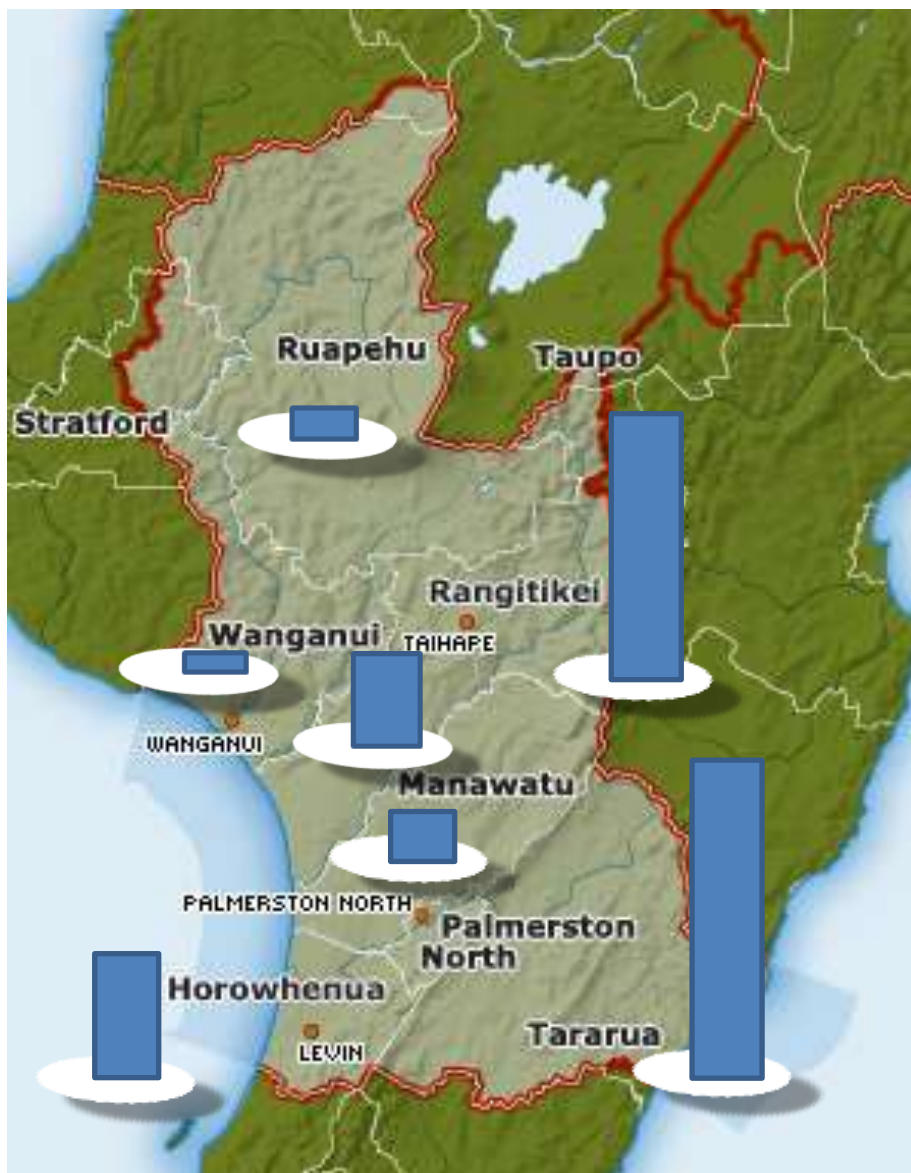 Ruapehu
Taupo
Stratford
Rangitikei
Wanganui
TAIHAPE
WANGANUI
Manawatu
PALMERSTON NORTH
Palmerston
North
Horowhenua
LEVIN
Tararua